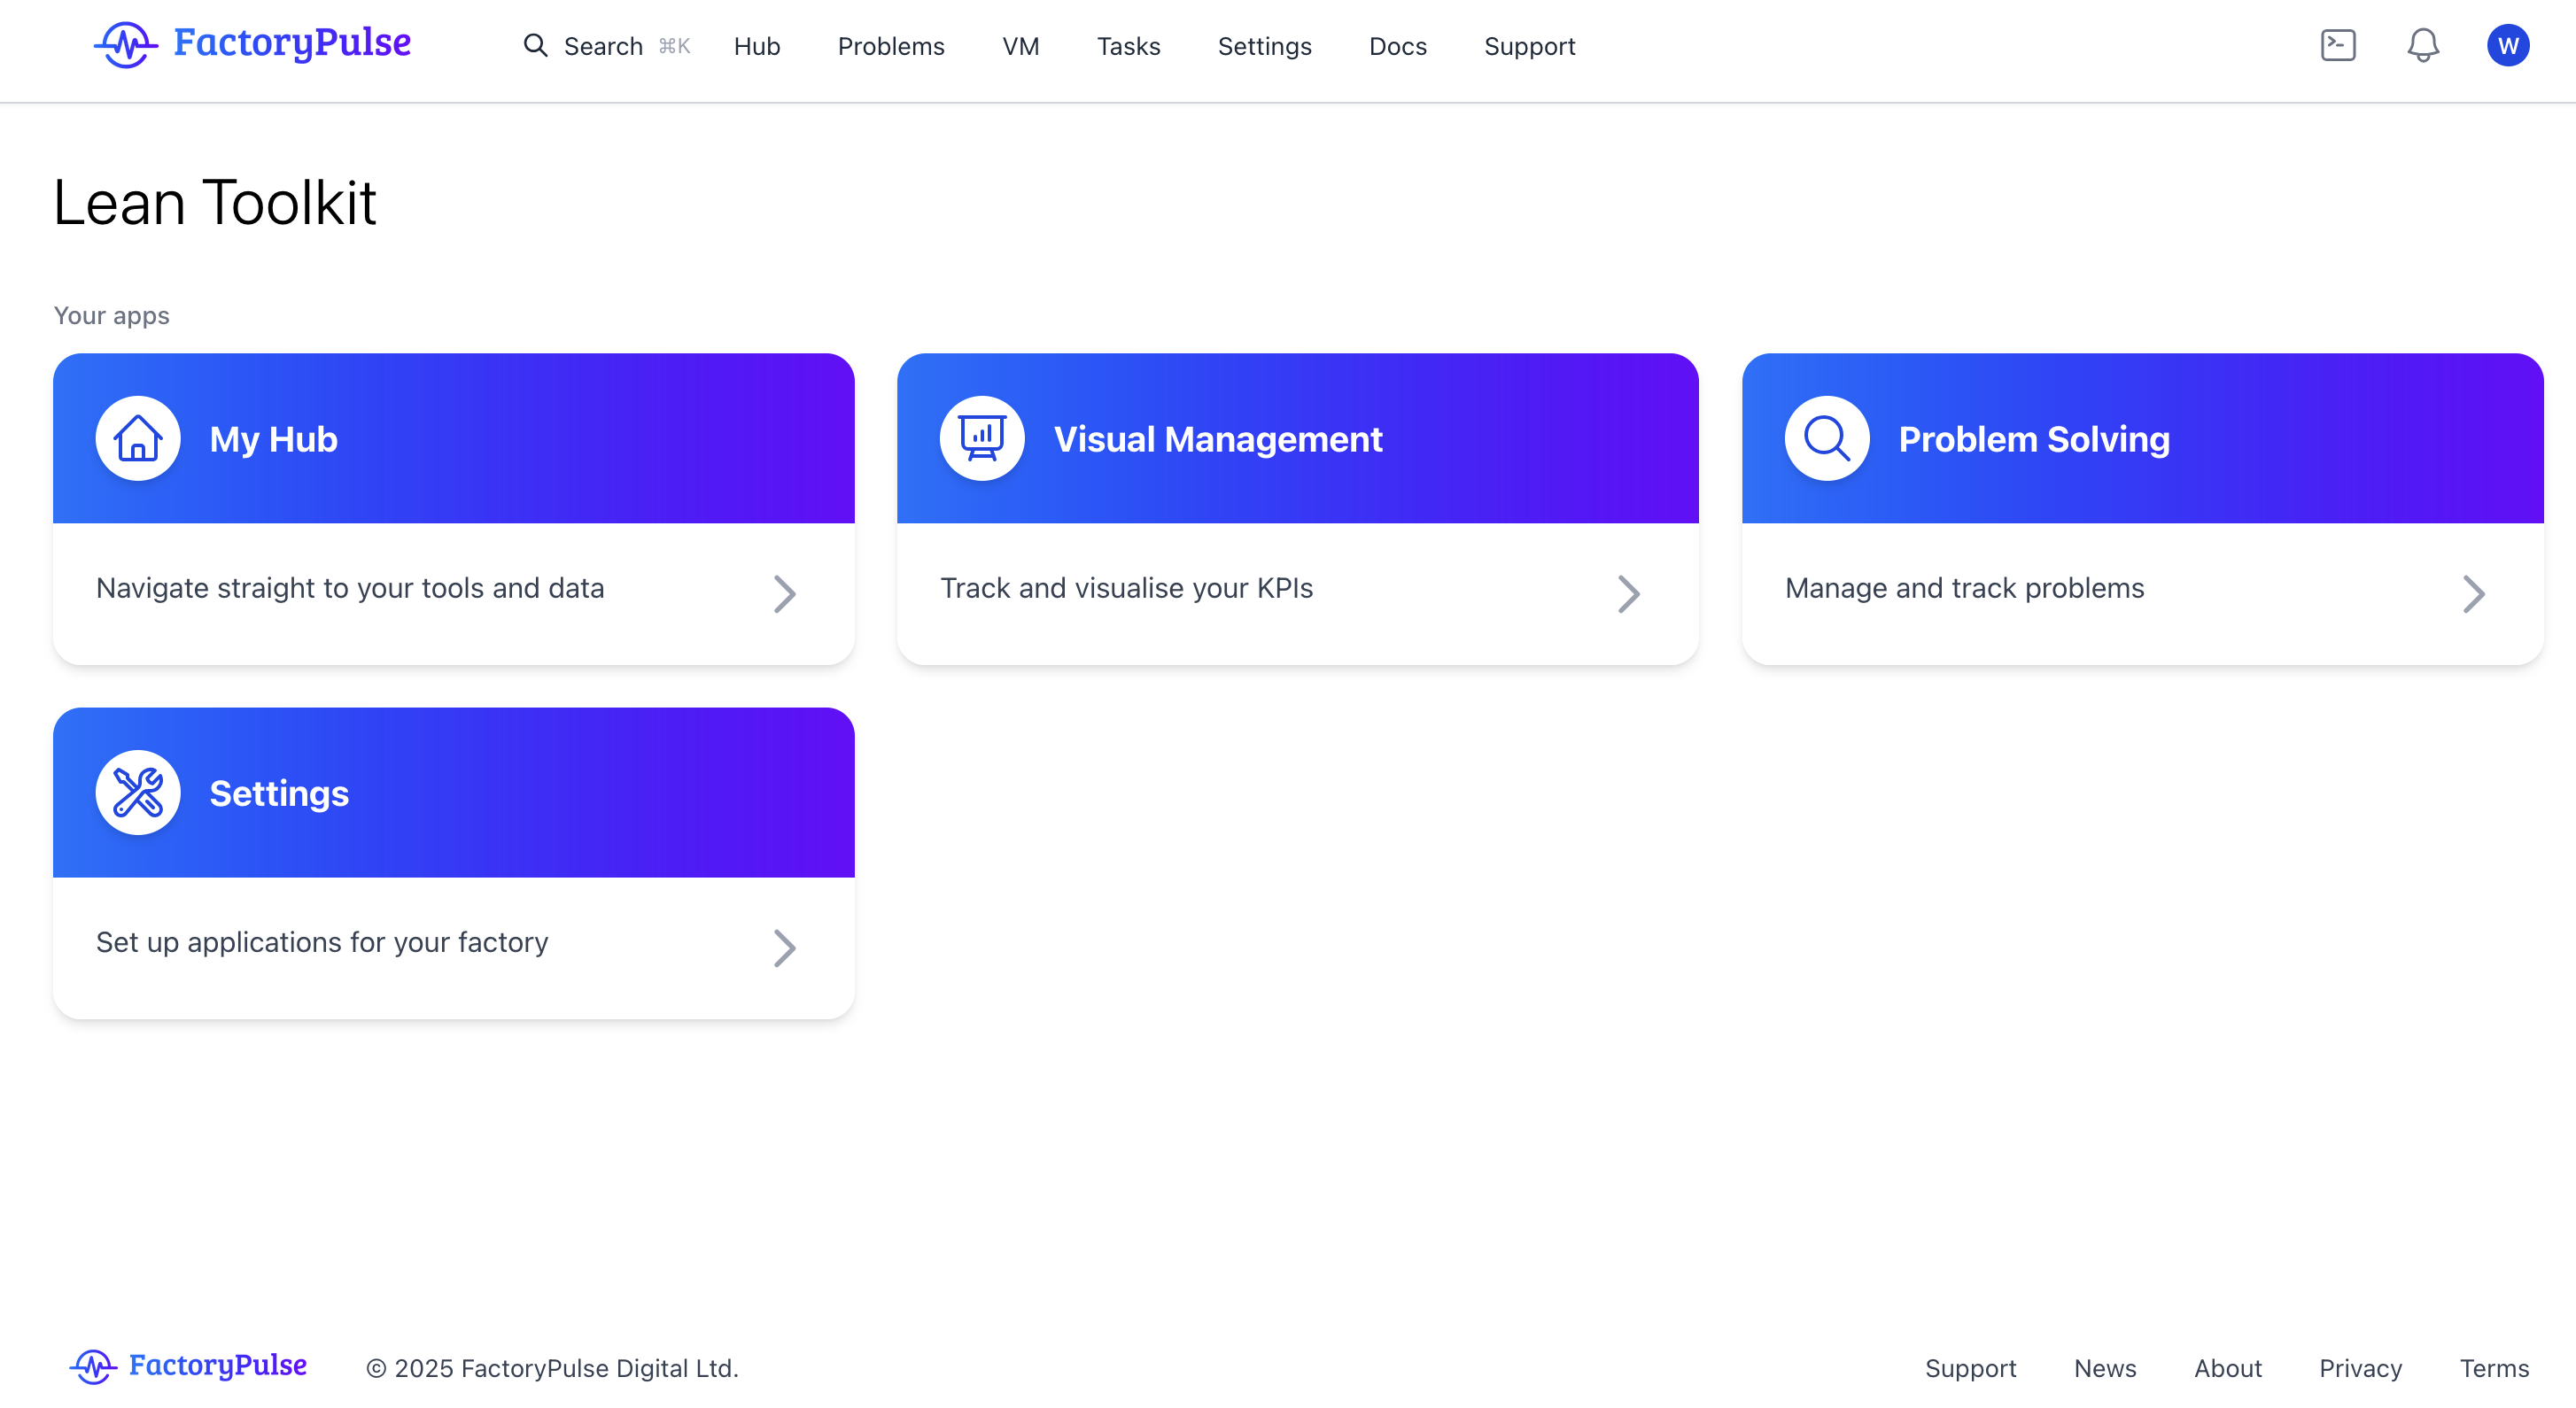 FactoryPulse
Search ⌘K Hub Problems VM Tasks Settings Docs Support
W
Lean Toolkit
Your apps
My Hub
Navigate straight to your tools and data
Visual Management
Track and visualise your KPIs
Problem Solving
Manage and track problems
Settings
Set up applications for your factory
FactoryPulse
© 2025 FactoryPulse Digital Ltd.
Support News About Privacy Terms